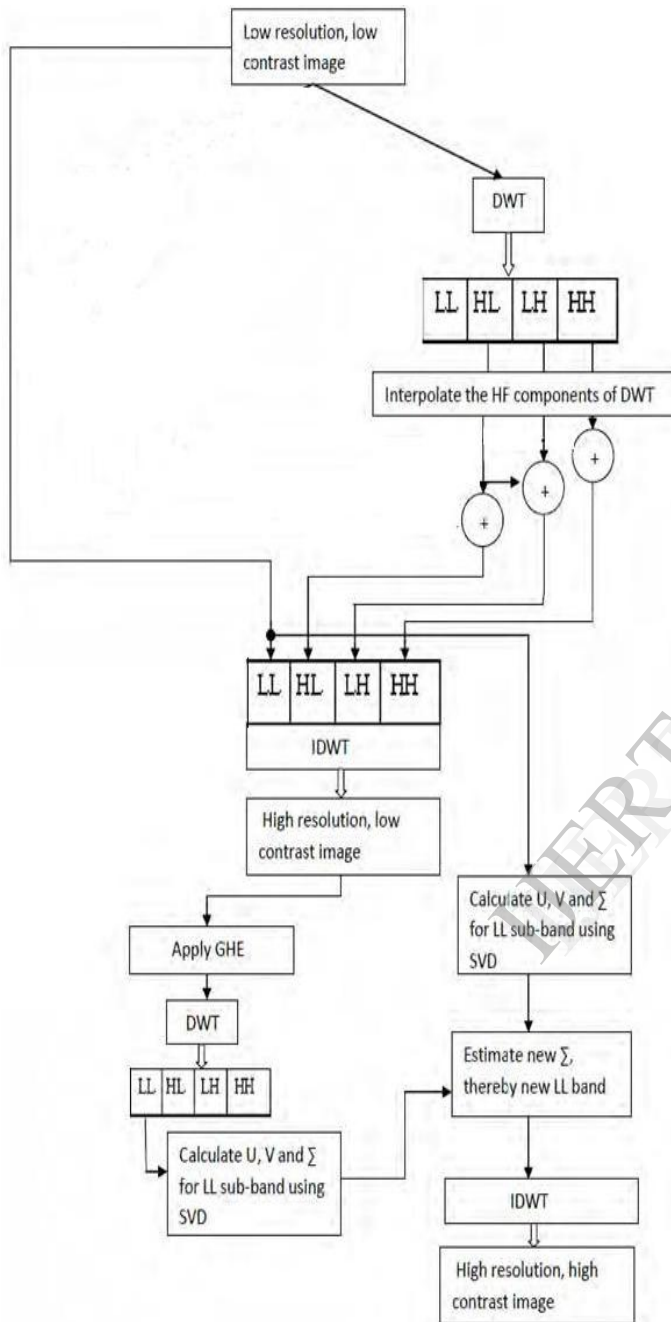 Low resolution, low
contrast image
DWT
LL HL LH HH
Interpolate the HF components of DWT
+
+
+
LL HL LH HH
IDWT
High resolution, low
contrast image
Calculate U, V and ∑
for LL sub-band using
SVD
Apply GHE
DWT
LL HL LH HH
Estimate new ∑,
thereby new LL band
Calculate U, V and ∑
for LL sub-band using
SVD
IDWT
High resolution, high
contrast image
IJERT